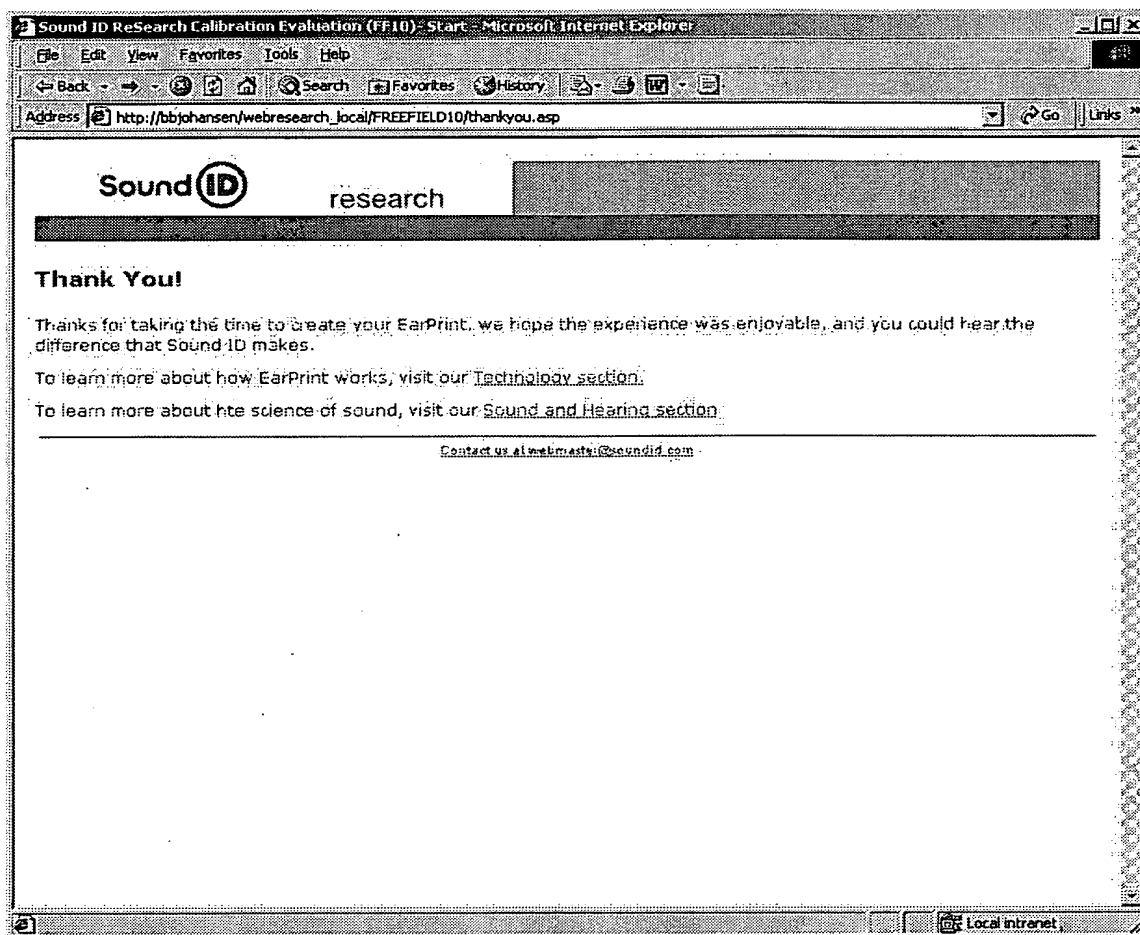 Sound ID ReSearch Calibration Evaluation (FF10)- Start - Microsoft Internet Explorer
File Edit View Favorites Tools Help
Back Search Favorites History
Address http://bbjohansen/webresearch_local/FREEFIELD10/thankyou.asp Go Links »
Sound ID research
Thank You!
Thanks for taking the time to create your EarPrint, we hope the experience was enjoyable, and you could hear the
difference that Sound ID makes.
To learn more about how EarPrint works, visit our Technology section.
To learn more about hte science of sound, visit our Sound and Hearing section
Contact us at webmaster@soundid.com
Local intranet